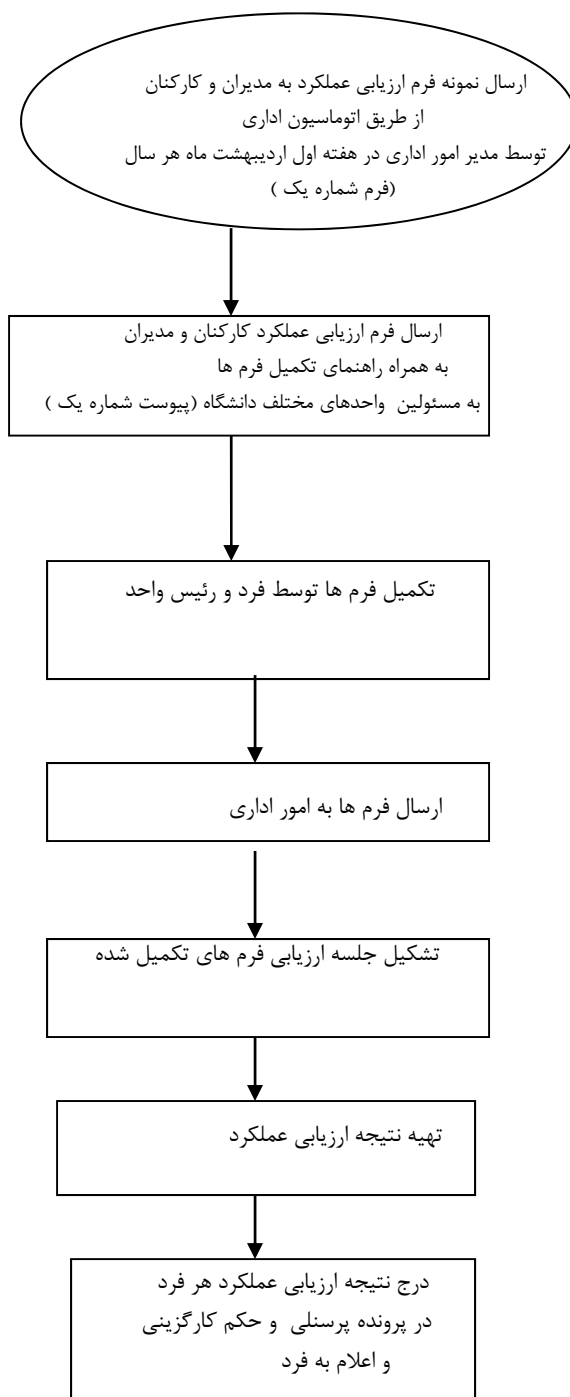 ارسال نمونه فرم ارزیابی عملکرد به مدیران و کارکنان
از طریق اتوماسیون اداری
توسط مدیر امور اداری در هفته اول اردیبهشت ماه هر سال
(فرم شماره یک )
ارسال فرم ارزیابی عملکرد کارکنان و مدیران
به همراه راهنمای تکمیل فرم ها
به مسئولین واحدهای مختلف دانشگاه (پیوست شماره یک )
تکمیل فرم ها توسط فرد و رئیس واحد
ارسال فرم ها به امور اداری
تشکیل جلسه ارزیابی فرم های تکمیل شده
تهیه نتیجه ارزیابی عملکرد
درج نتیجه ارزیابی عملکرد هر فرد
در پرونده پرسنلی و حکم کارگزینی
و اعلام به فرد